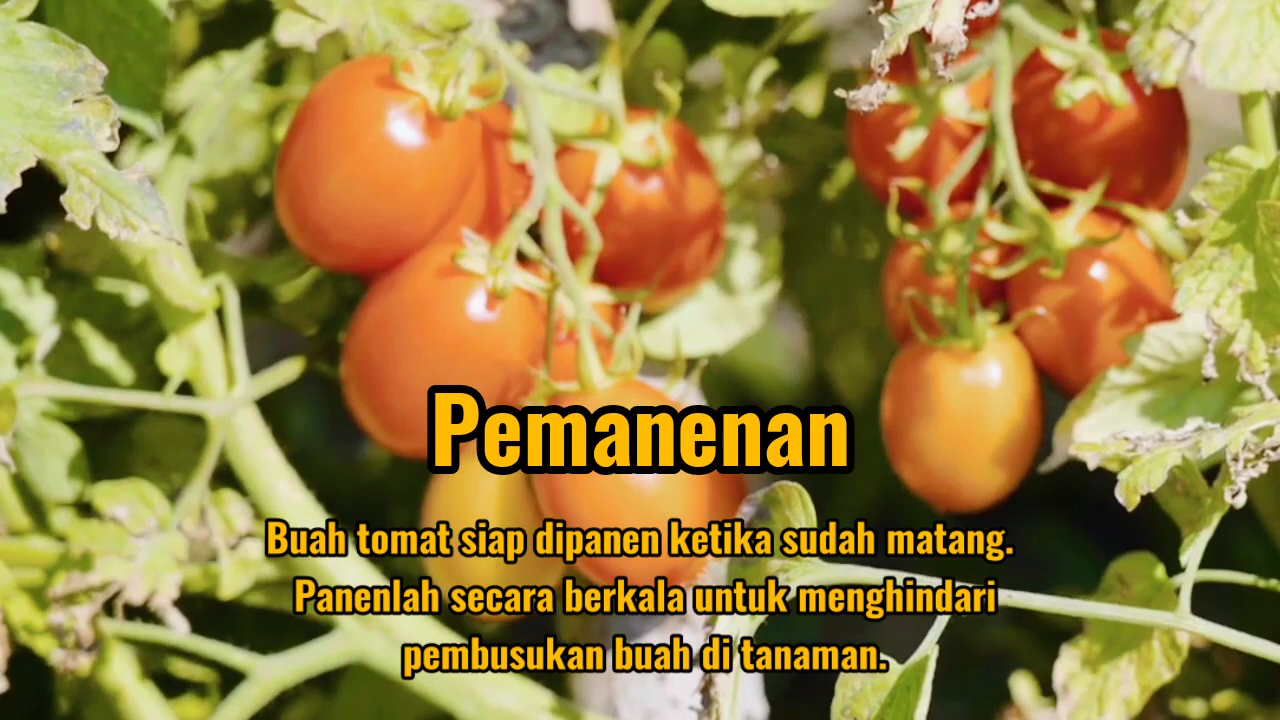 Pemanenan
Buah tomat siap dipanen ketika sudah matang.
Panenlah secara berkala untuk menghindari
pembusukan buah di tanaman.